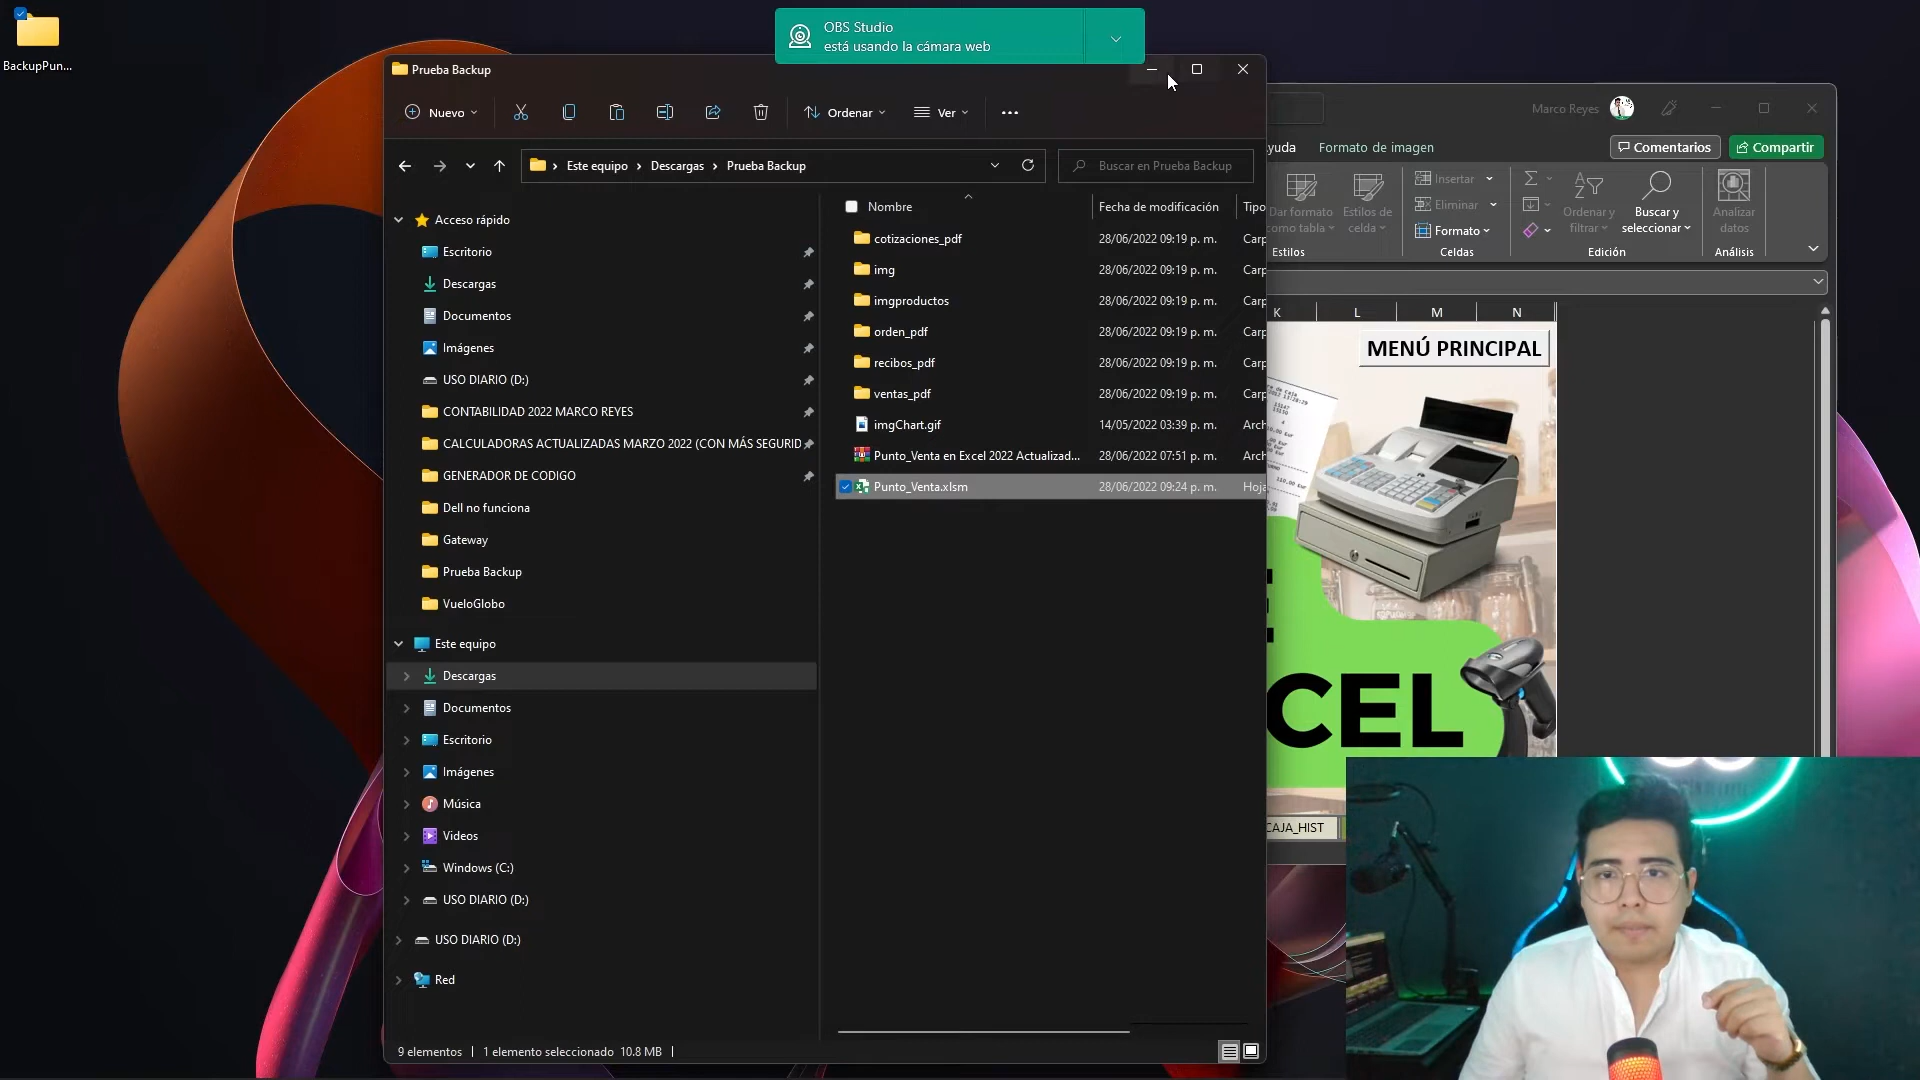 BackupPun...
OBS Studio
está usando la cámara web
Prueba Backup
Nuevo
Ordenar
Ver
Este equipo
Descargas
Prueba Backup
Buscar en Prueba Backup
Acceso rápido
Escritorio
Descargas
Documentos
Imágenes
USO DIARIO (D:)
CONTABILIDAD 2022 MARCO REYES
CALCULADORAS ACTUALIZADAS MARZO 2022 (CON MÁS SEGURID
GENERADOR DE CODIGO
Dell no funciona
Gateway
Prueba Backup
VueloGlobo
Este equipo
Descargas
Documentos
Escritorio
Imágenes
Música
Videos
Windows (C:)
USO DIARIO (D:)
USO DIARIO (D:)
Red
Nombre Fecha de modificación Tipo
cotizaciones_pdf 28/06/2022 09:19 p. m. Carp
img 28/06/2022 09:19 p. m. Carp
imgproductos 28/06/2022 09:19 p. m. Carp
orden_pdf 28/06/2022 09:19 p. m. Carp
recibos_pdf 28/06/2022 09:19 p. m. Carp
ventas_pdf 28/06/2022 09:19 p. m. Carp
imgChart.gif 14/05/2022 03:39 p. m. Arch
Punto_Venta en Excel 2022 Actualizad... 28/06/2022 07:51 p. m. Arch
Punto_Venta.xlsm 28/06/2022 09:24 p. m. Hoja
9 elementos
1 elemento seleccionado 10.8 MB
Marco Reyes
yuda
Formato de imagen
Comentarios
Compartir
Dar formato
como tabla
Estilos de
celda
Estilos
Insertar
Eliminar
Formato
Celdas
Ordenar y
filtrar
Buscar y
seleccionar
Edición
Analizar
datos
Análisis
K L M N
MENÚ PRINCIPAL
CEL
CAJA_HIST